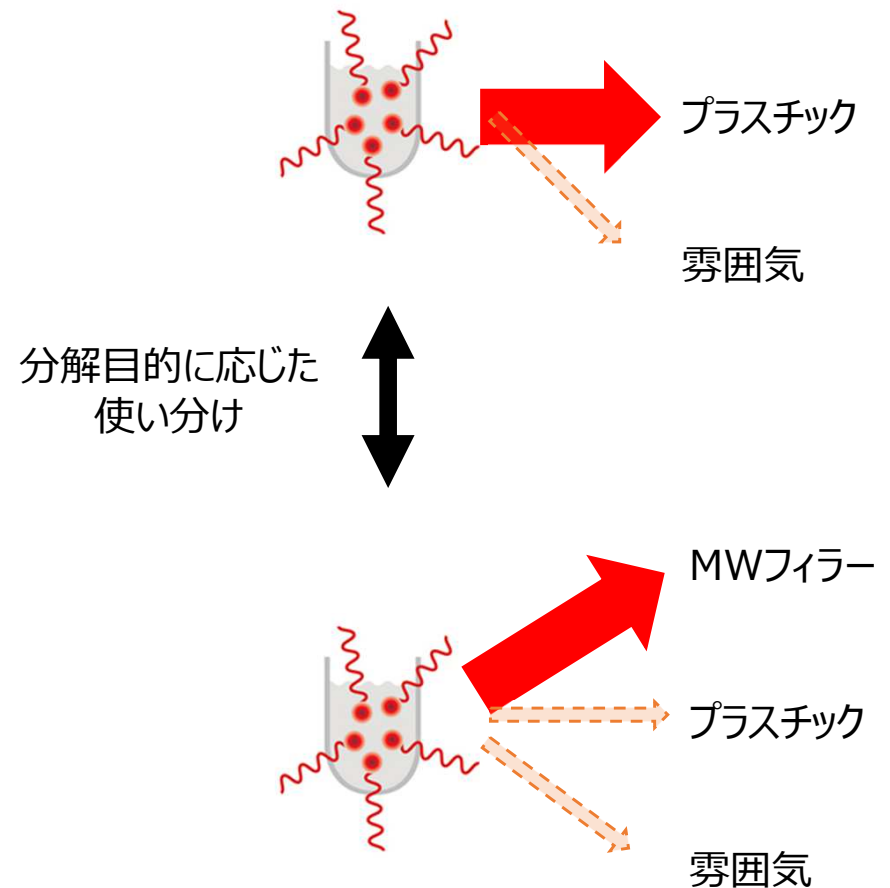 プラスチック
雰囲気
分解目的に応じた
使い分け
MWフィラー
プラスチック
雰囲気